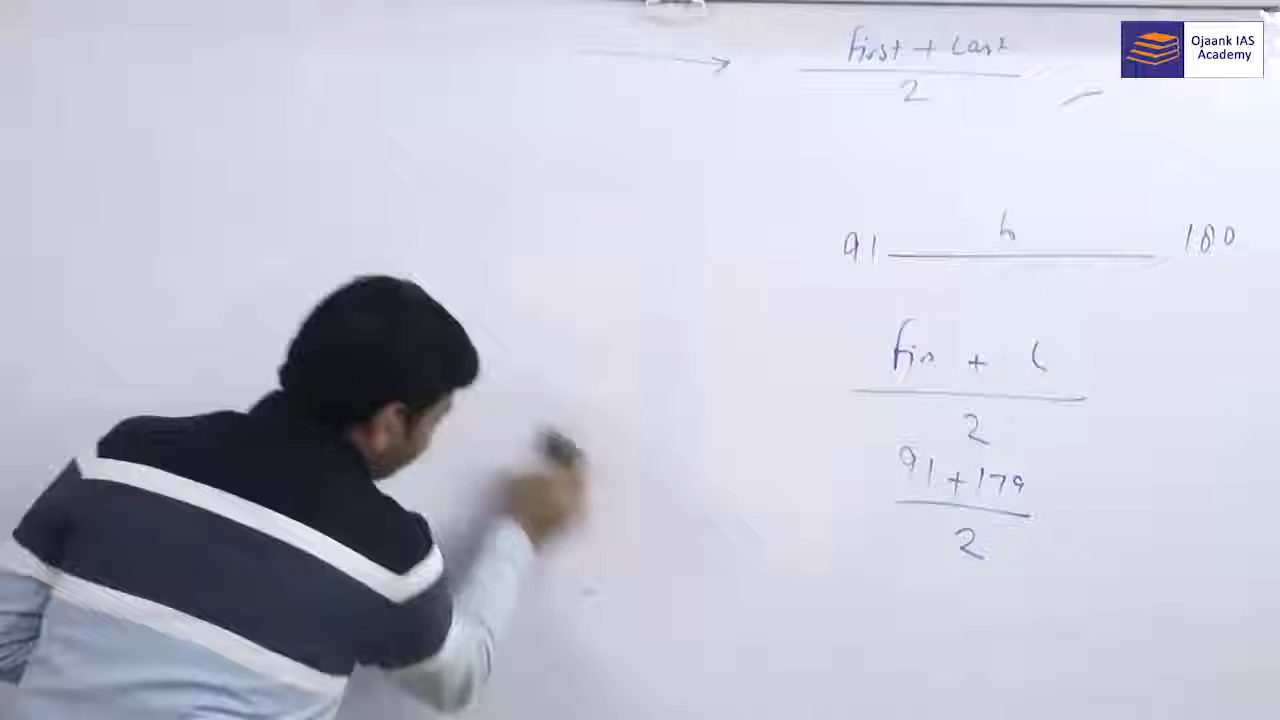 first + Last
2
Ojaank IAS
Academy
91 180
+
2
91 + 179
2